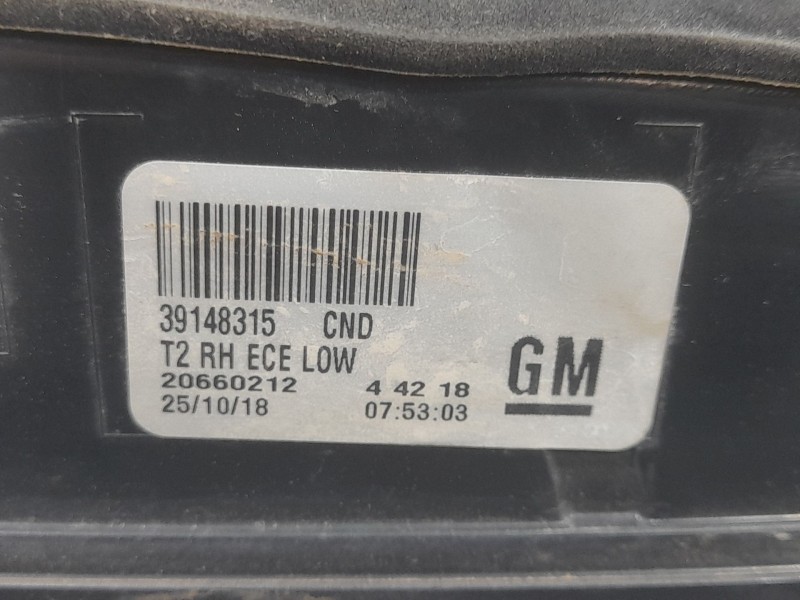 39148315 CND
T2 RH ECE LOW
20660212 4 42 18
25/10/18 07:53:03
GM